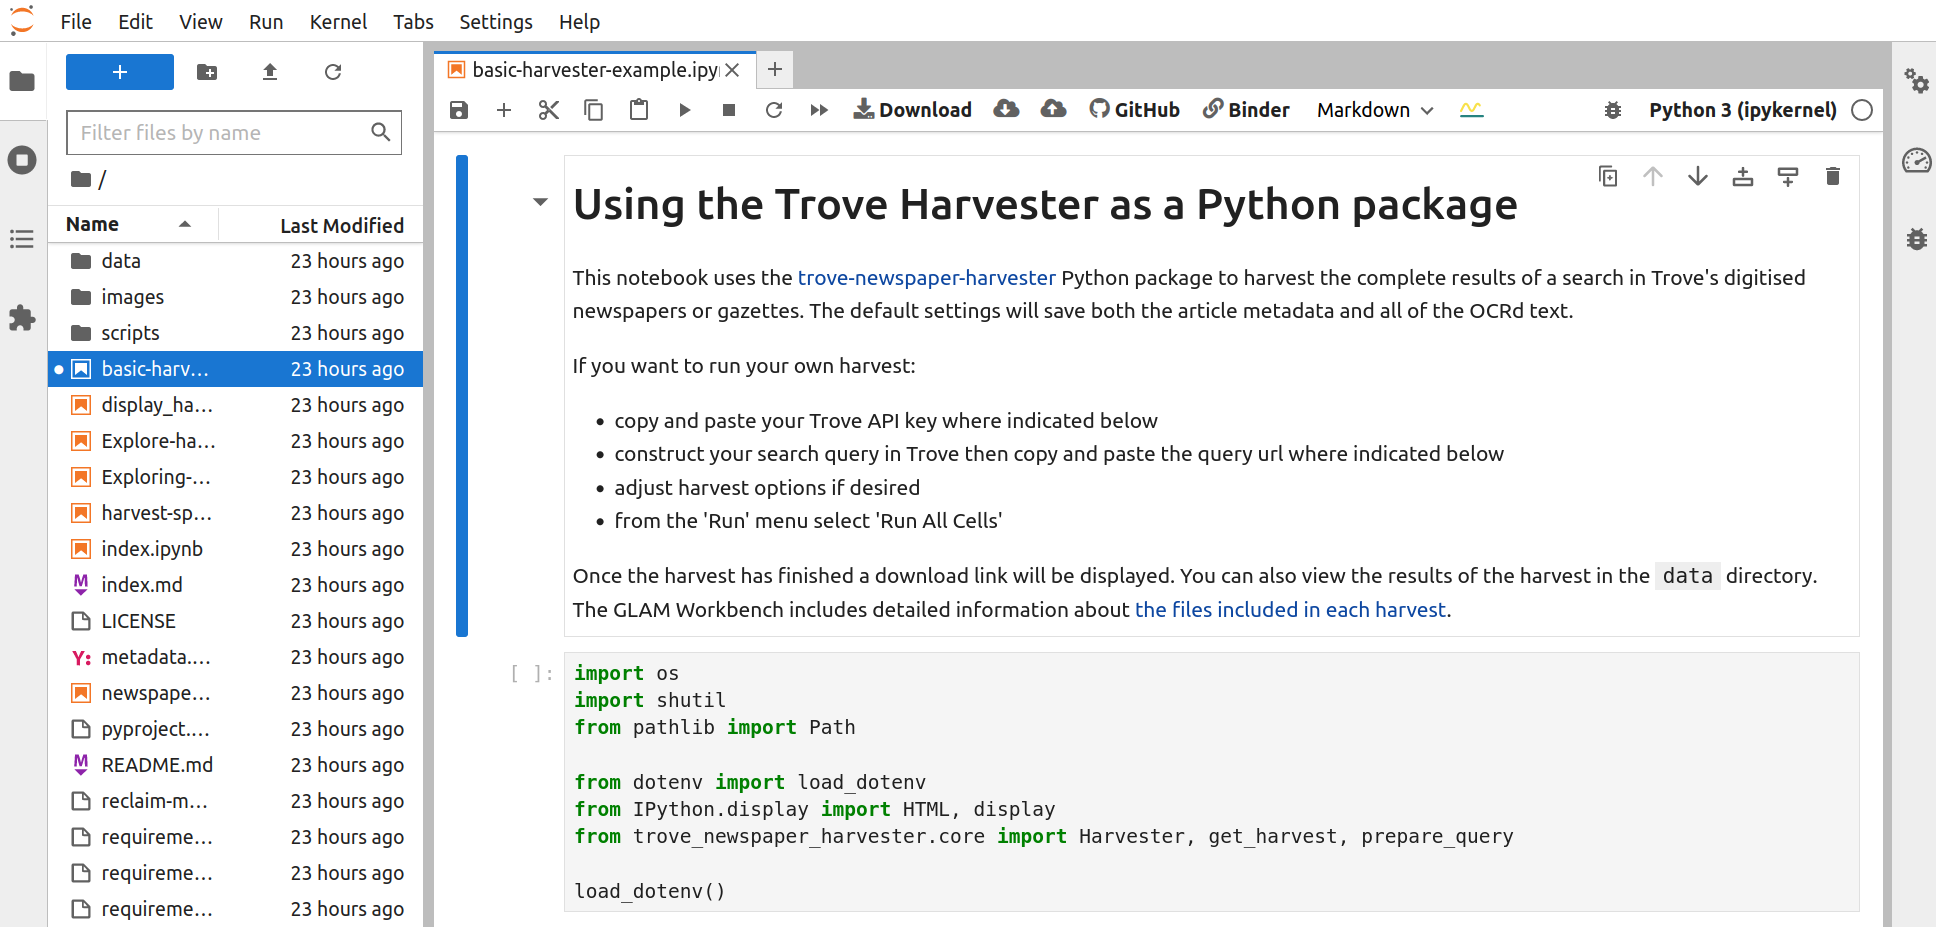 File Edit View Run Kernel Tabs Settings Help
Filter files by name
/
Name Last Modified
data 23 hours ago
images 23 hours ago
scripts 23 hours ago
basic-harv… 23 hours ago
display_ha… 23 hours ago
Explore-ha… 23 hours ago
Exploring-… 23 hours ago
harvest-sp… 23 hours ago
index.ipynb 23 hours ago
index.md 23 hours ago
LICENSE 23 hours ago
metadata.… 23 hours ago
newspape… 23 hours ago
pyproject.… 23 hours ago
README.md 23 hours ago
reclaim-m… 23 hours ago
requireme… 23 hours ago
requireme… 23 hours ago
requireme… 23 hours ago
basic-harvester-example.ipy
Download GitHub Binder Markdown Python 3 (ipykernel)
Using the Trove Harvester as a Python package
This notebook uses the trove-newspaper-harvester Python package to harvest the complete results of a search in Trove's digitised
newspapers or gazettes. The default settings will save both the article metadata and all of the OCRd text.
If you want to run your own harvest:
• copy and paste your Trove API key where indicated below
• construct your search query in Trove then copy and paste the query url where indicated below
• adjust harvest options if desired
• from the 'Run' menu select 'Run All Cells'
Once the harvest has finished a download link will be displayed. You can also view the results of the harvest in the data directory.
The GLAM Workbench includes detailed information about the files included in each harvest.
[ ]: import os
import shutil
from pathlib import Path
from dotenv import load_dotenv
from IPython.display import HTML, display
from trove_newspaper_harvester.core import Harvester, get_harvest, prepare_query
load_dotenv()